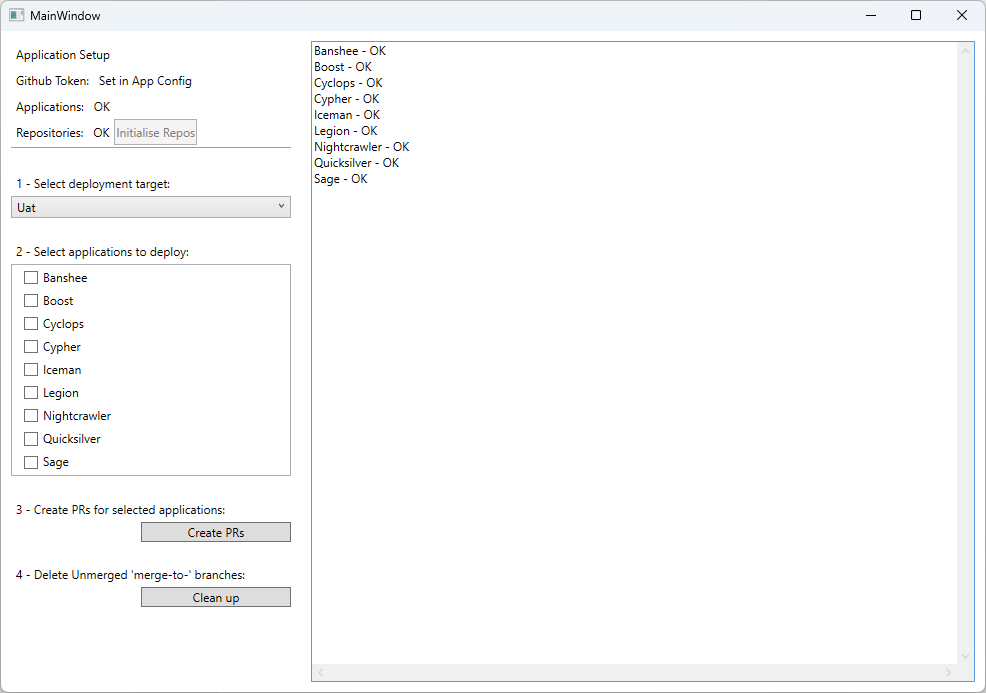 MainWindow
Application Setup
Github Token: Set in App Config
Applications: OK
Repositories: OK Initialise Repos
1 - Select deployment target:
Uat
2 - Select applications to deploy:
Banshee
Boost
Cyclops
Cypher
Iceman
Legion
Nightcrawler
Quicksilver
Sage
3 - Create PRs for selected applications:
Create PRs
4 - Delete Unmerged 'merge-to-' branches:
Clean up
Banshee - OK
Boost - OK
Cyclops - OK
Cypher - OK
Iceman - OK
Legion - OK
Nightcrawler - OK
Quicksilver - OK
Sage - OK